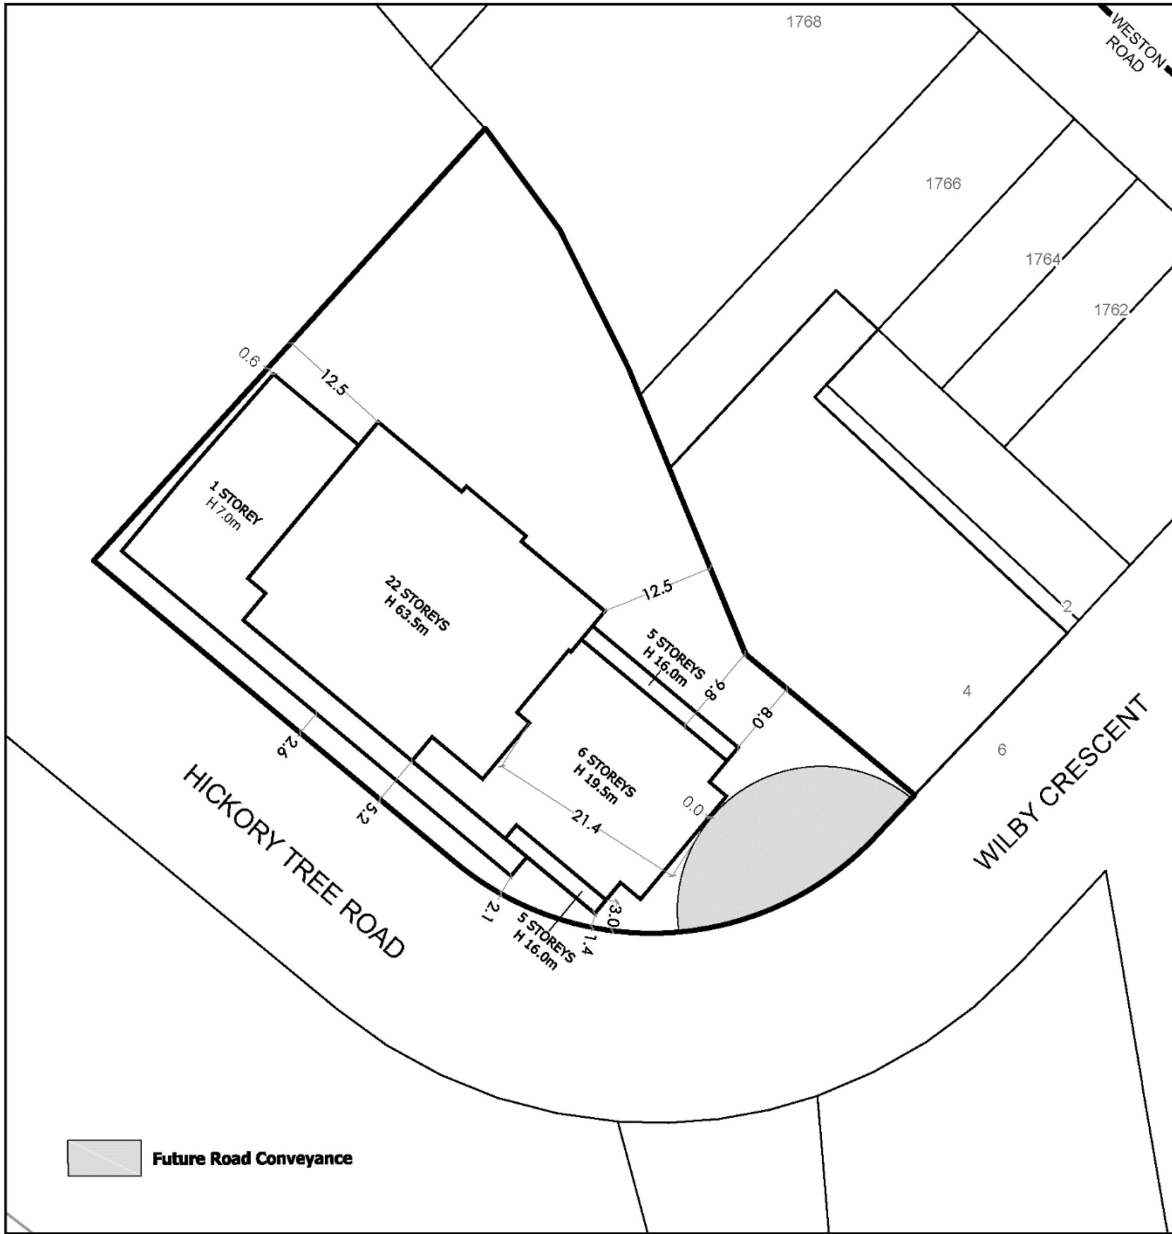 1768
WESTON
ROAD
1766
1764
1762
0.6
12.5
1 STOREY
H 7.0m
22 STOREYS
H 63.5m
12.5
2
5 STOREYS
H 16.0m
9.8
8.0
4
6
6 STOREYS
H 19.5m
0.0
21.4
2.6
5.2
HICKORY TREE ROAD
WILBY CRESCENT
2.1
5 STOREYS
H 16.0m
3.0
1.4
Future Road Conveyance